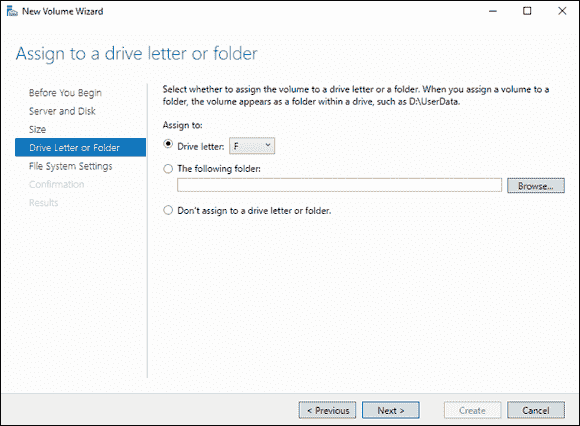 New Volume Wizard
Assign to a drive letter or folder
Before You Begin
Server and Disk
Size
Drive Letter or Folder
File System Settings
Confirmation
Results
Select whether to assign the volume to a drive letter or a folder. When you assign a volume to a
folder, the volume appears as a folder within a drive, such as D:\UserData.
Assign to:
Drive letter: F
The following folder:
Browse...
Don't assign to a drive letter or folder.
< Previous Next > Create Cancel